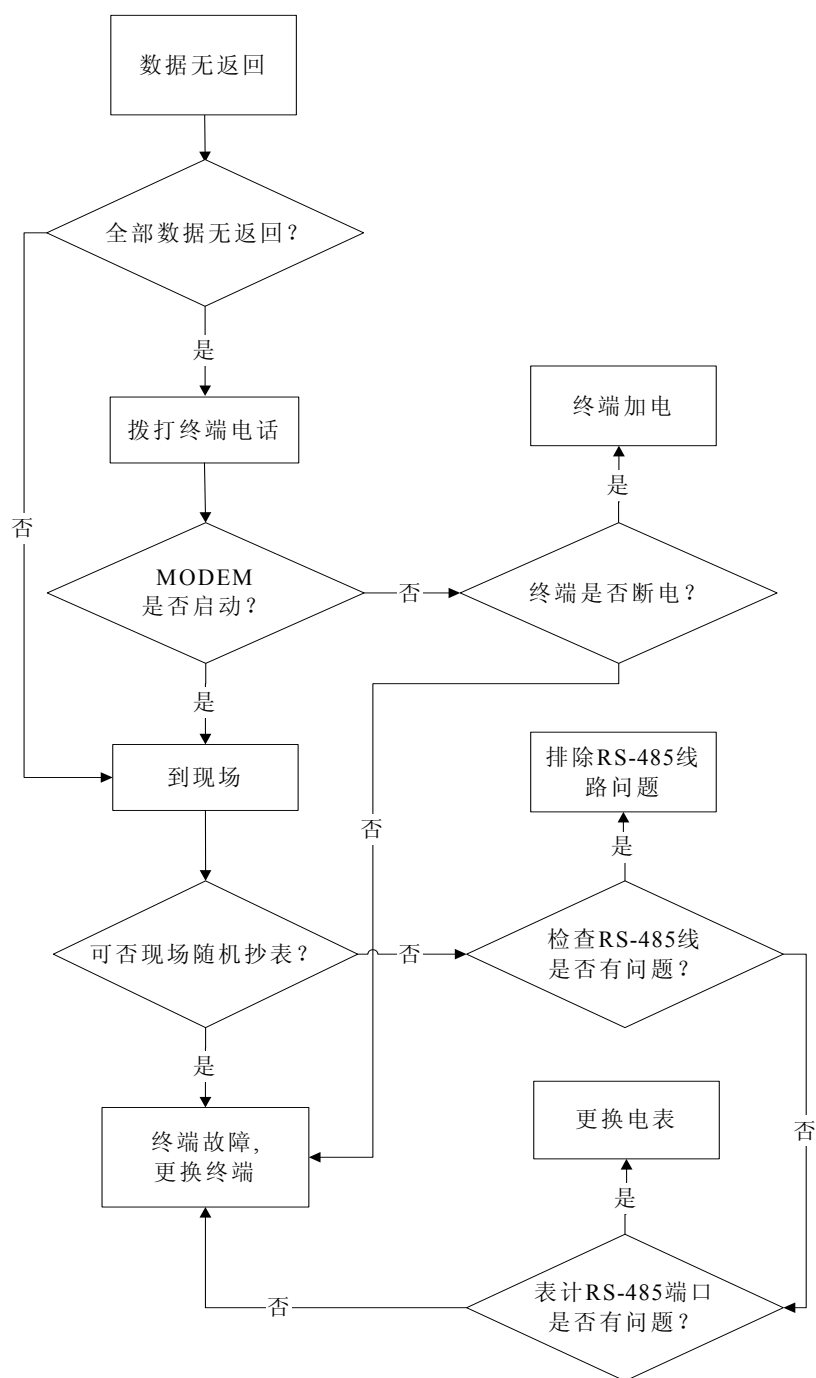 数据无返回
全部数据无返回？
是
拨打终端电话
终端加电
是
否
MODEM
是否启动？
否
终端是否断电？
是
到现场
排除RS-485线
路问题
否
是
可否现场随机抄表？
否
检查RS-485线
是否有问题？
是
终端故障，
更换终端
更换电表
否
是
表计RS-485端口
是否有问题？
否